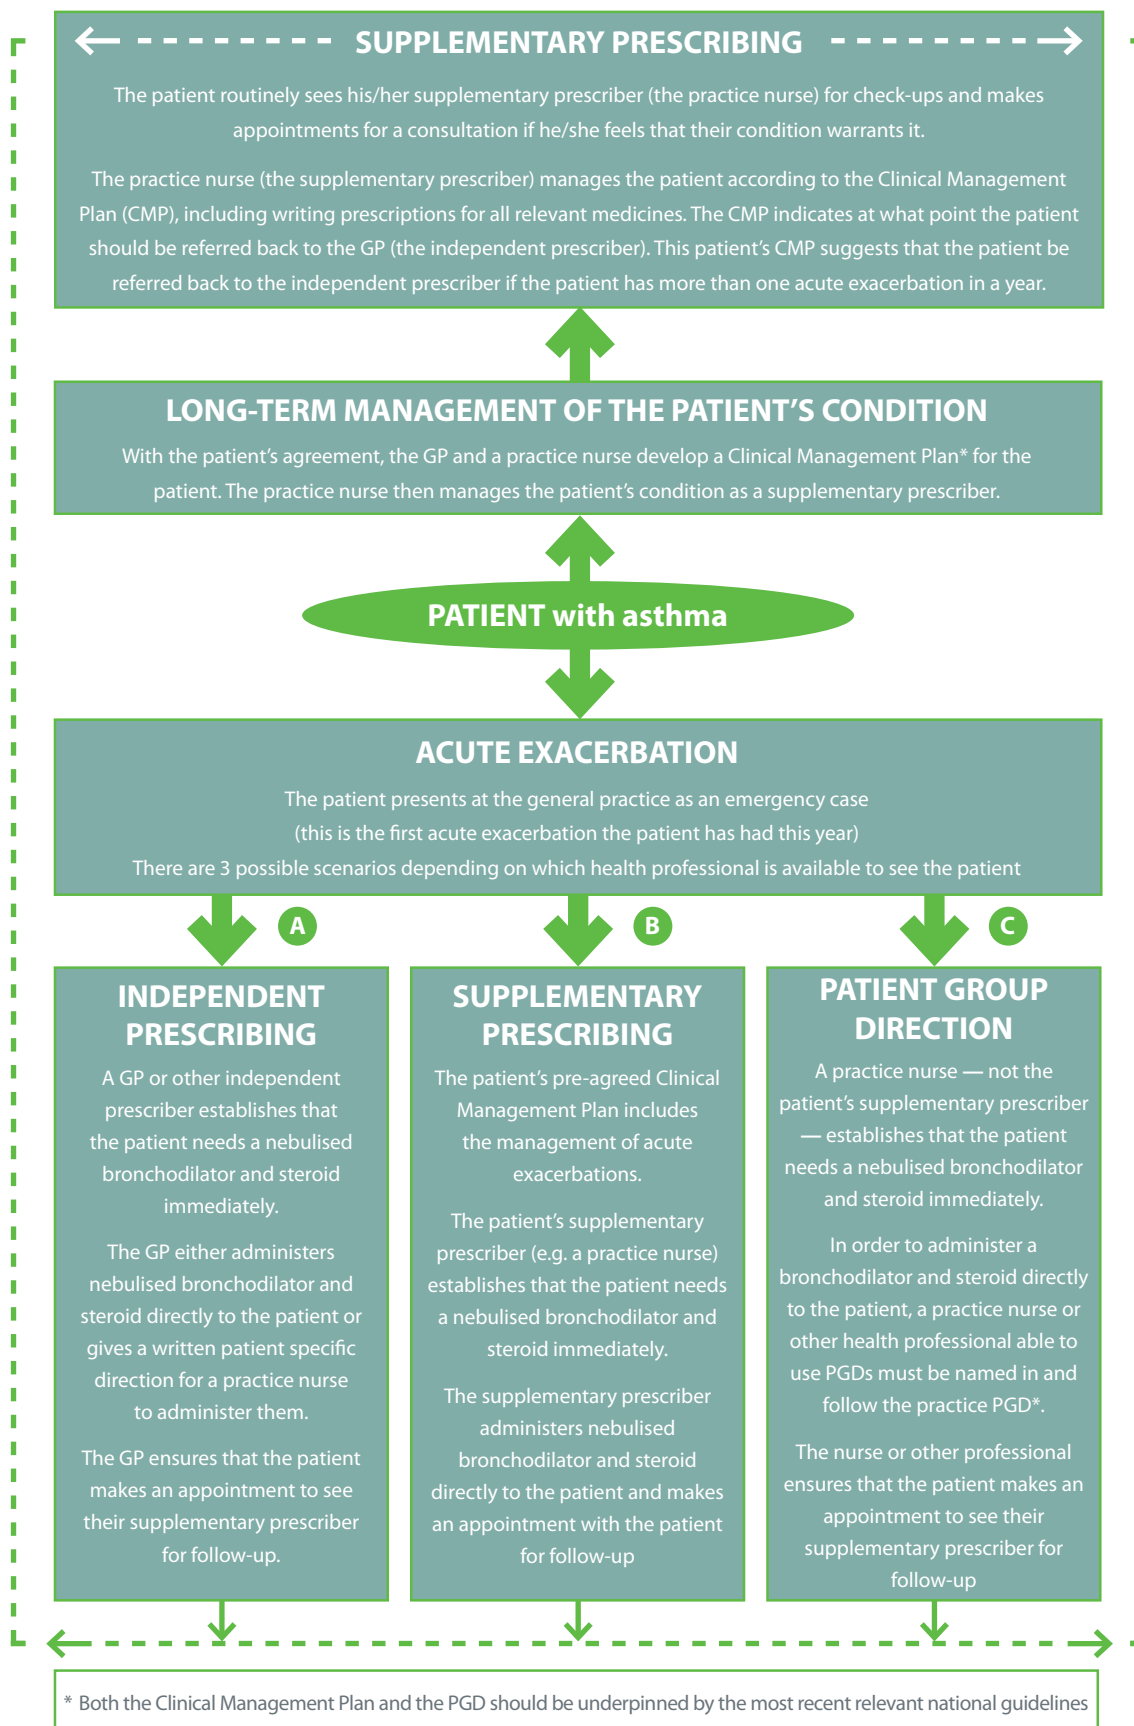 SUPPLEMENTARY PRESCRIBING
The patient routinely sees his/her supplementary prescriber (the practice nurse) for check-ups and makes
appointments for a consultation if he/she feels that their condition warrants it.
The practice nurse (the supplementary prescriber) manages the patient according to the Clinical Management
Plan (CMP), including writing prescriptions for all relevant medicines. The CMP indicates at what point the patient
should be referred back to the GP (the independent prescriber). This patient’s CMP suggests that the patient be
referred back to the independent prescriber if the patient has more than one acute exacerbation in a year.
LONG-TERM MANAGEMENT OF THE PATIENT’S CONDITION
With the patient’s agreement, the GP and a practice nurse develop a Clinical Management Plan* for the
patient. The practice nurse then manages the patient’s condition as a supplementary prescriber.
PATIENT with asthma
ACUTE EXACERBATION
The patient presents at the general practice as an emergency case
(this is the first acute exacerbation the patient has had this year)
There are 3 possible scenarios depending on which health professional is available to see the patient
A
INDEPENDENT
PRESCRIBING
A GP or other independent
prescriber establishes that
the patient needs a nebulised
bronchodilator and steroid
immediately.
The GP either administers
nebulised bronchodilator and
steroid directly to the patient or
gives a written patient specific
direction for a practice nurse
to administer them.
The GP ensures that the patient
makes an appointment to see
their supplementary prescriber
for follow-up.
B
SUPPLEMENTARY
PRESCRIBING
The patient’s pre-agreed Clinical
Management Plan includes
the management of acute
exacerbations.
The patient’s supplementary
prescriber (e.g. a practice nurse)
establishes that the patient needs
a nebulised bronchodilator and
steroid immediately.
The supplementary prescriber
administers nebulised
bronchodilator and steroid
directly to the patient and makes
an appointment with the patient
for follow-up
C
PATIENT GROUP
DIRECTION
A practice nurse — not the
patient’s supplementary prescriber
— establishes that the patient
needs a nebulised bronchodilator
and steroid immediately.
In order to administer a
bronchodilator and steroid directly
to the patient, a practice nurse or
other health professional able to
use PGDs must be named in and
follow the practice PGD*.
The nurse or other professional
ensures that the patient makes an
appointment to see their
supplementary prescriber for
follow-up
* Both the Clinical Management Plan and the PGD should be underpinned by the most recent relevant national guidelines